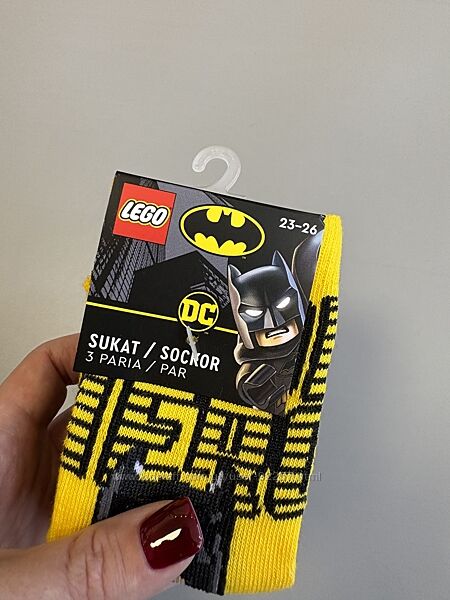 LEGO
23-26
DC
SUKAT / SOCKOR
3 PARIA / PAR